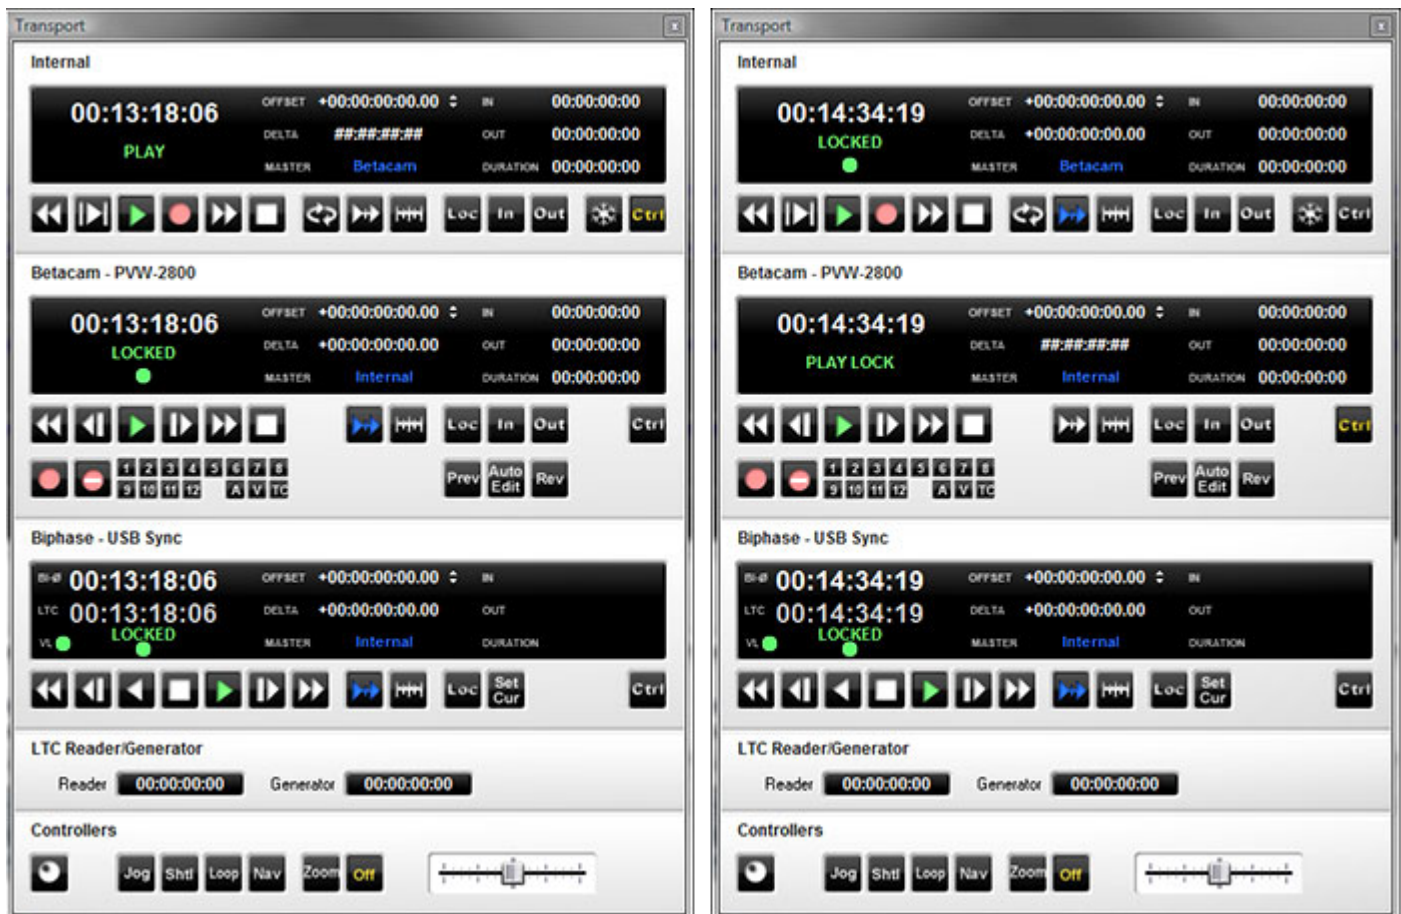 Transport
Internal
00:13:18:06 OFFSET +00:00:00:00.00 IN 00:00:00:00
PLAY DELTA ##:##:##:## OUT 00:00:00:00
MASTER Betacam DURATION 00:00:00:00
Loc In Out Ctrl
Betacam - PVW-2800
00:13:18:06 OFFSET +00:00:00:00.00 IN 00:00:00:00
LOCKED DELTA +00:00:00:00.00 OUT 00:00:00:00
MASTER Internal DURATION 00:00:00:00
Loc In Out Ctrl
1 2 3 4 5 6 7 8
9 10 11 12 A V TC
Prev Auto Edit Rev
Biphase - USB Sync
BI-Ø 00:13:18:06 OFFSET +00:00:00:00.00 IN
LTC 00:13:18:06 DELTA +00:00:00:00.00 OUT
VL LOCKED MASTER Internal DURATION
Loc Set Cur Ctrl
LTC Reader/Generator
Reader 00:00:00:00 Generator 00:00:00:00
Controllers
Jog Shtl Loop Nav Zoom Off
Transport
Internal
00:14:34:19 OFFSET +00:00:00:00.00 IN 00:00:00:00
LOCKED DELTA +00:00:00:00.00 OUT 00:00:00:00
MASTER Betacam DURATION 00:00:00:00
Loc In Out Ctrl
Betacam - PVW-2800
00:14:34:19 OFFSET +00:00:00:00.00 IN 00:00:00:00
PLAY LOCK DELTA ##:##:##:## OUT 00:00:00:00
MASTER Internal DURATION 00:00:00:00
Loc In Out Ctrl
1 2 3 4 5 6 7 8
9 10 11 12 A V TC
Prev Auto Edit Rev
Biphase - USB Sync
BI-Ø 00:14:34:19 OFFSET +00:00:00:00.00 IN
LTC 00:14:34:19 DELTA +00:00:00:00.00 OUT
VL LOCKED MASTER Internal DURATION
Loc Set Cur Ctrl
LTC Reader/Generator
Reader 00:00:00:00 Generator 00:00:00:00
Controllers
Jog Shtl Loop Nav Zoom Off